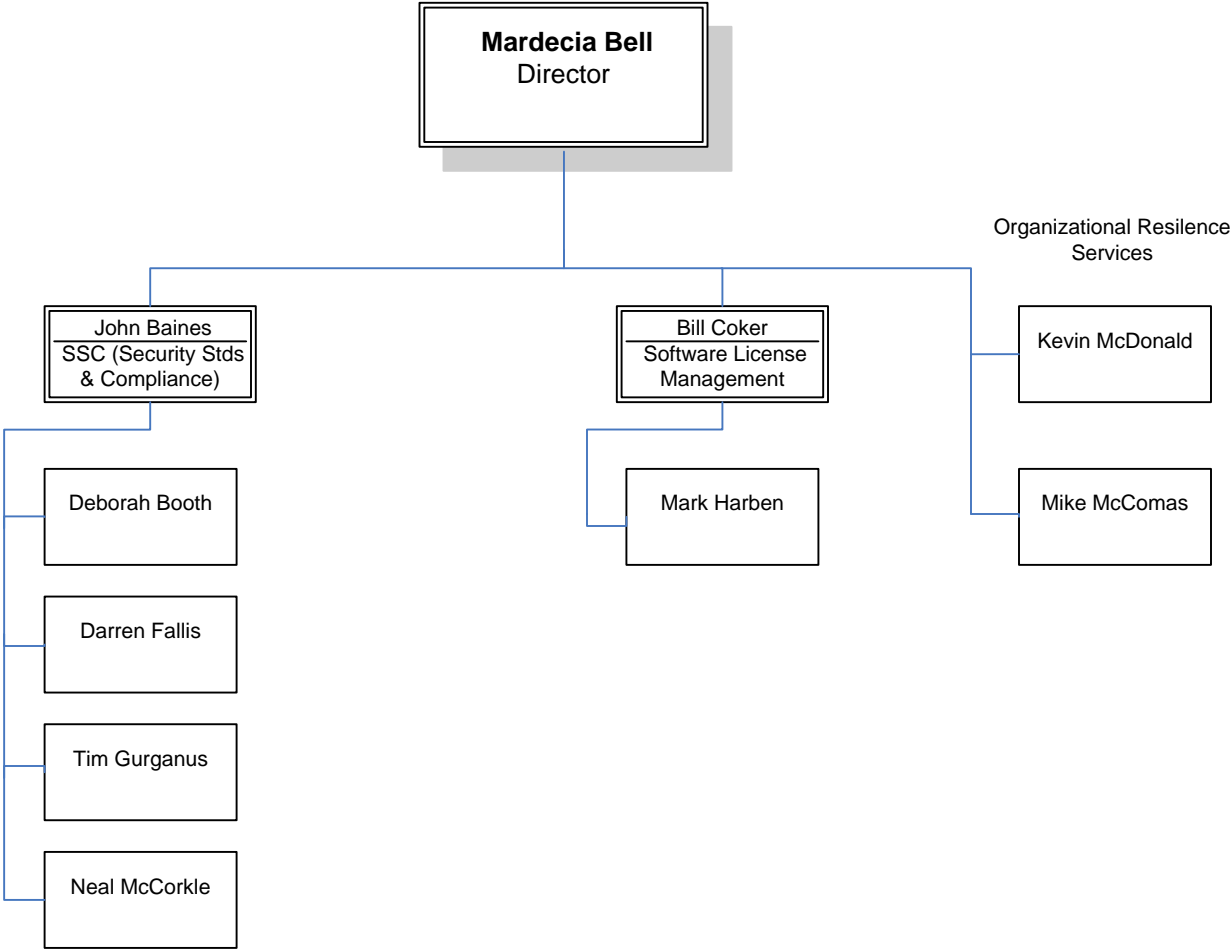 Mardecia Bell
Director
Organizational Resilence
Services
John Baines
SSC (Security Stds
& Compliance)
Bill Coker
Software License
Management
Kevin McDonald
Deborah Booth
Mark Harben
Mike McComas
Darren Fallis
Tim Gurganus
Neal McCorkle